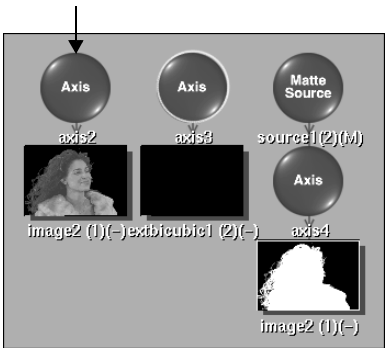 Axis
Axis
Matte
Source
axis2
axis3
source1(2)(M)
Axis
image2 (1)(-)
extbicubic1 (2)(-)
axis4
image2 (1)(-)